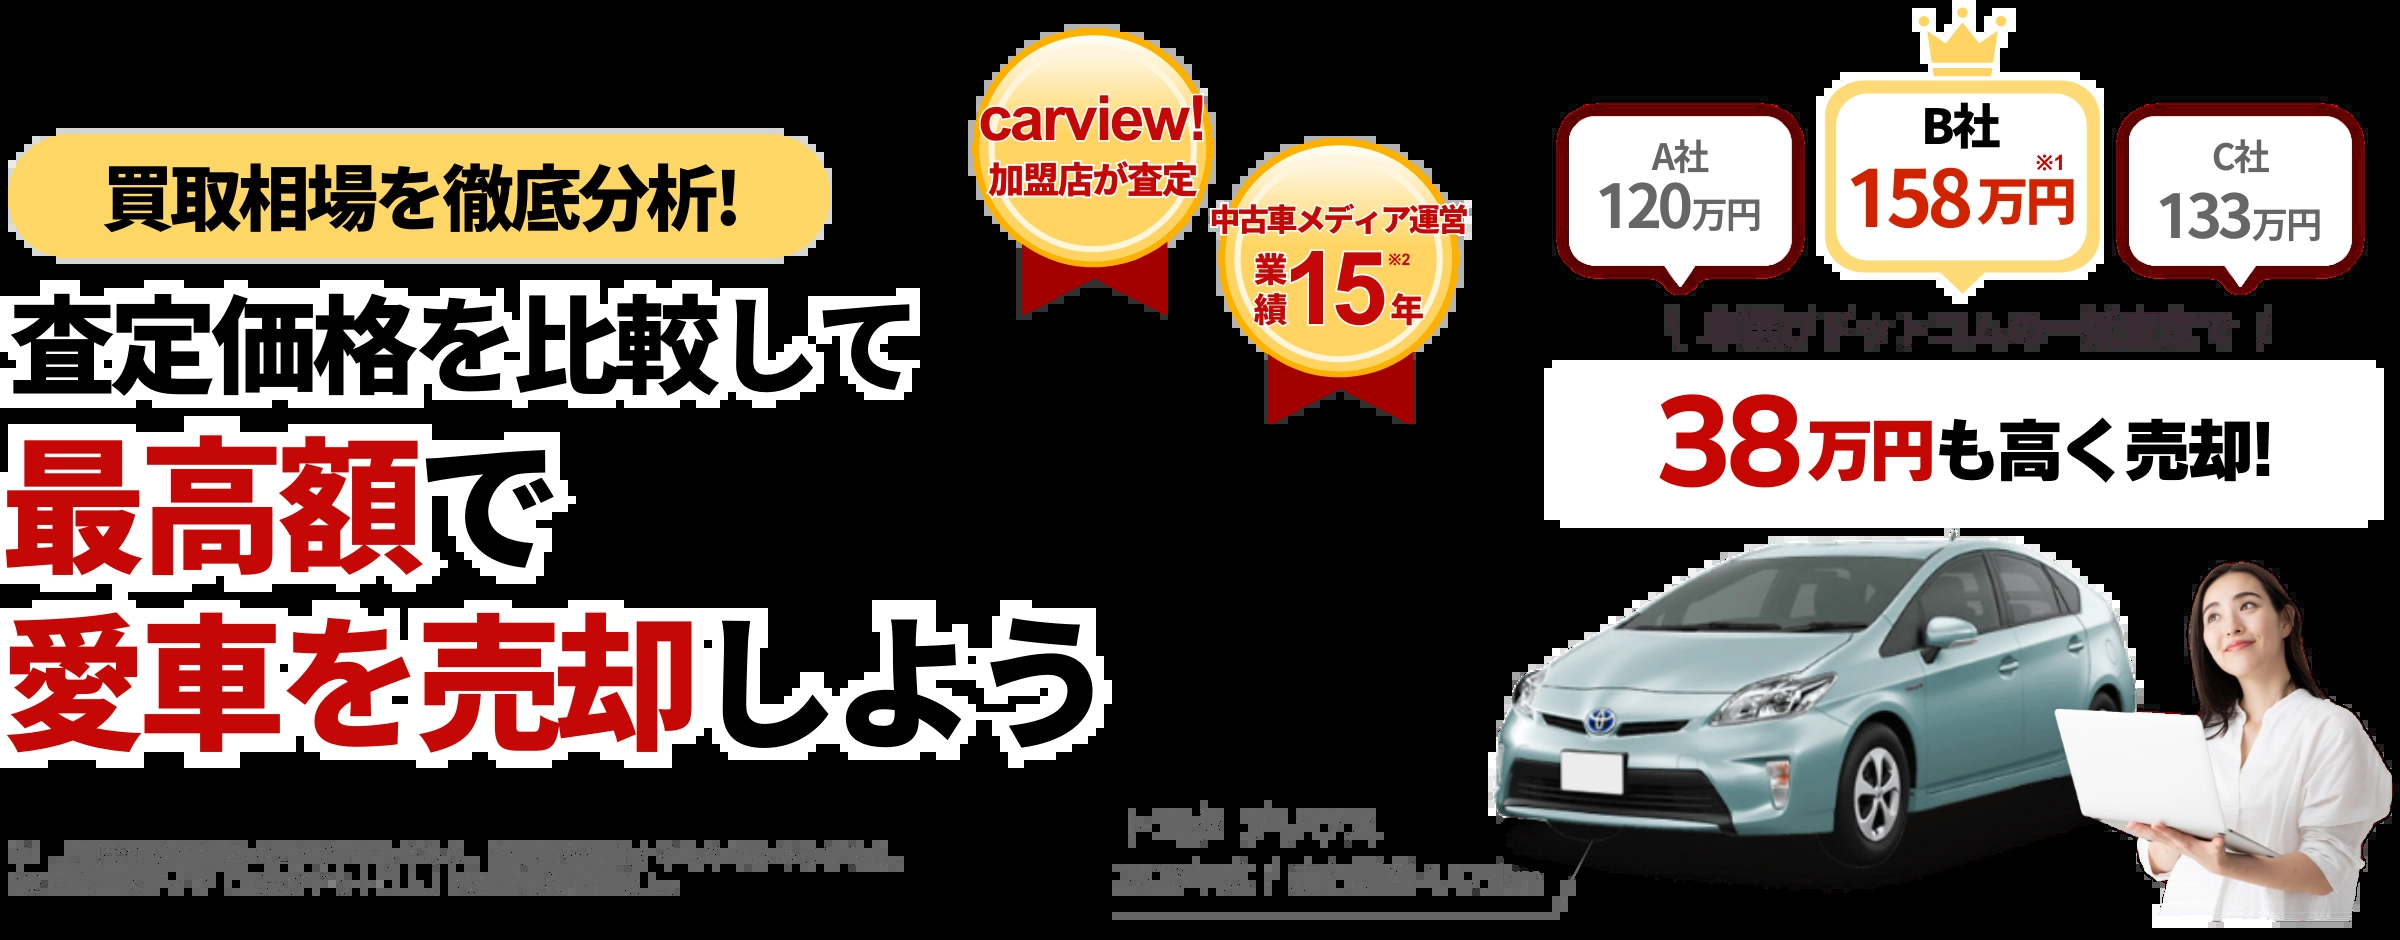 買取相場を徹底分析!
査定価格を比較して
最高額で
愛車を売却しよう
carview!
加盟店が査定
中古車メディア運営
業績15年※2
A社
120万円
B社
158万円※1
C社
133万円
38万円も高く売却!